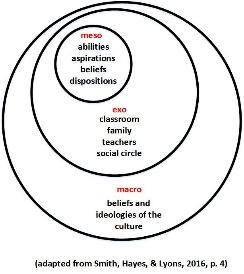 meso
abilities
aspirations
beliefs
dispositions
exo
classroom
family
teachers
social circle
macro
beliefs and
ideologies of the
culture
(adapted from Smith, Hayes, & Lyons, 2016, p. 4)